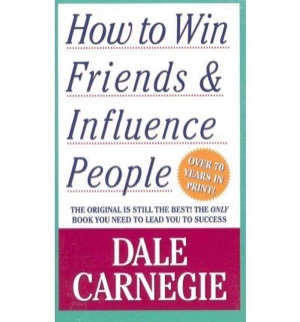 How to Win
Friends &
Influence
People
OVER 70
YEARS IN
PRINT!
THE ORIGINAL IS STILL THE BEST! THE ONLY
BOOK YOU NEED TO LEAD YOU TO SUCCESS
DALE
CARNEGIE